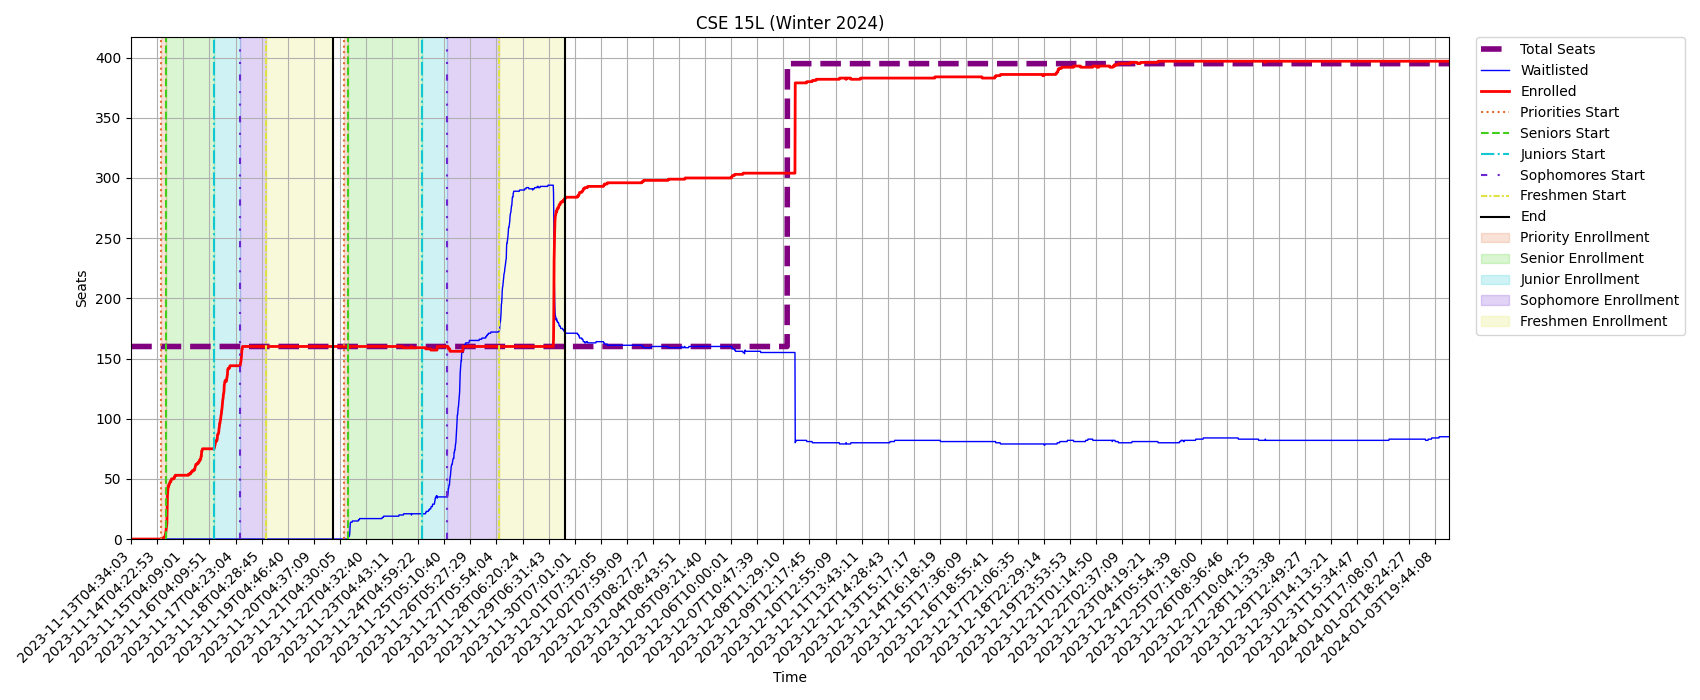 CSE 15L (Winter 2024)
Seats
400
350
300
250
200
150
100
50
0
2023-11-13T04:34:03
2023-11-14T04:22:53
2023-11-15T04:09:01
2023-11-16T04:09:51
2023-11-17T04:23:04
2023-11-18T04:28:45
2023-11-19T04:46:40
2023-11-20T04:37:09
2023-11-21T04:30:05
2023-11-22T04:32:40
2023-11-23T04:43:11
2023-11-24T04:59:22
2023-11-25T05:10:40
2023-11-26T05:27:29
2023-11-27T05:54:04
2023-11-28T06:20:24
2023-11-29T06:31:43
2023-11-30T07:01:01
2023-12-01T07:32:05
2023-12-02T07:59:09
2023-12-03T08:27:27
2023-12-04T08:43:51
2023-12-05T09:21:40
2023-12-06T10:00:01
2023-12-07T10:47:39
2023-12-08T11:29:10
2023-12-09T12:17:45
2023-12-10T12:55:09
2023-12-11T13:43:11
2023-12-12T14:28:43
2023-12-13T15:17:17
2023-12-14T16:18:19
2023-12-15T17:36:09
2023-12-16T18:55:41
2023-12-17T21:06:35
2023-12-18T22:29:14
2023-12-19T23:53:53
2023-12-21T01:14:50
2023-12-22T02:37:09
2023-12-23T04:19:21
2023-12-24T05:54:39
2023-12-25T07:18:00
2023-12-26T08:36:46
2023-12-27T10:04:25
2023-12-28T11:33:38
2023-12-29T12:49:27
2023-12-30T14:13:21
2023-12-31T15:34:47
2024-01-01T17:08:07
2024-01-02T18:24:27
2024-01-03T19:44:08
Time
Total Seats
Waitlisted
Enrolled
Priorities Start
Seniors Start
Juniors Start
Sophomores Start
Freshmen Start
End
Priority Enrollment
Senior Enrollment
Junior Enrollment
Sophomore Enrollment
Freshmen Enrollment